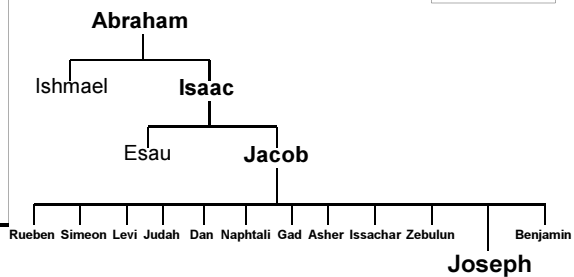 Abraham
Ishmael Isaac
Esau Jacob
Rueben Simeon Levi Judah Dan Naphtali Gad Asher Issachar Zebulun Benjamin
Joseph